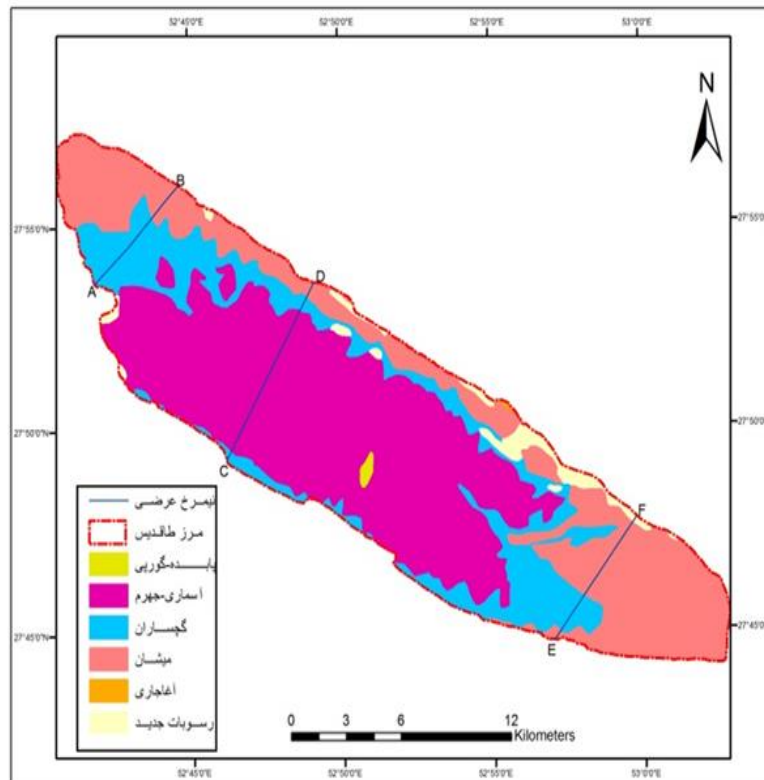 52°45'0"E 52°50'0"E 52°55'0"E 53°0'0"E
N
B
27°55'0"N 27°55'0"N
D
A
27°50'0"N 27°50'0"N
C
نیمرخ عرضی
مرز طاقدیس
پابده-گورپی
آسماری-جهرم
گچساران
میشان
آغاجاری
رسوبات جدید
F
27°45'0"N 27°45'0"N
E
0 3 6 12
Kilometers
52°45'0"E 52°50'0"E 52°55'0"E 53°0'0"E